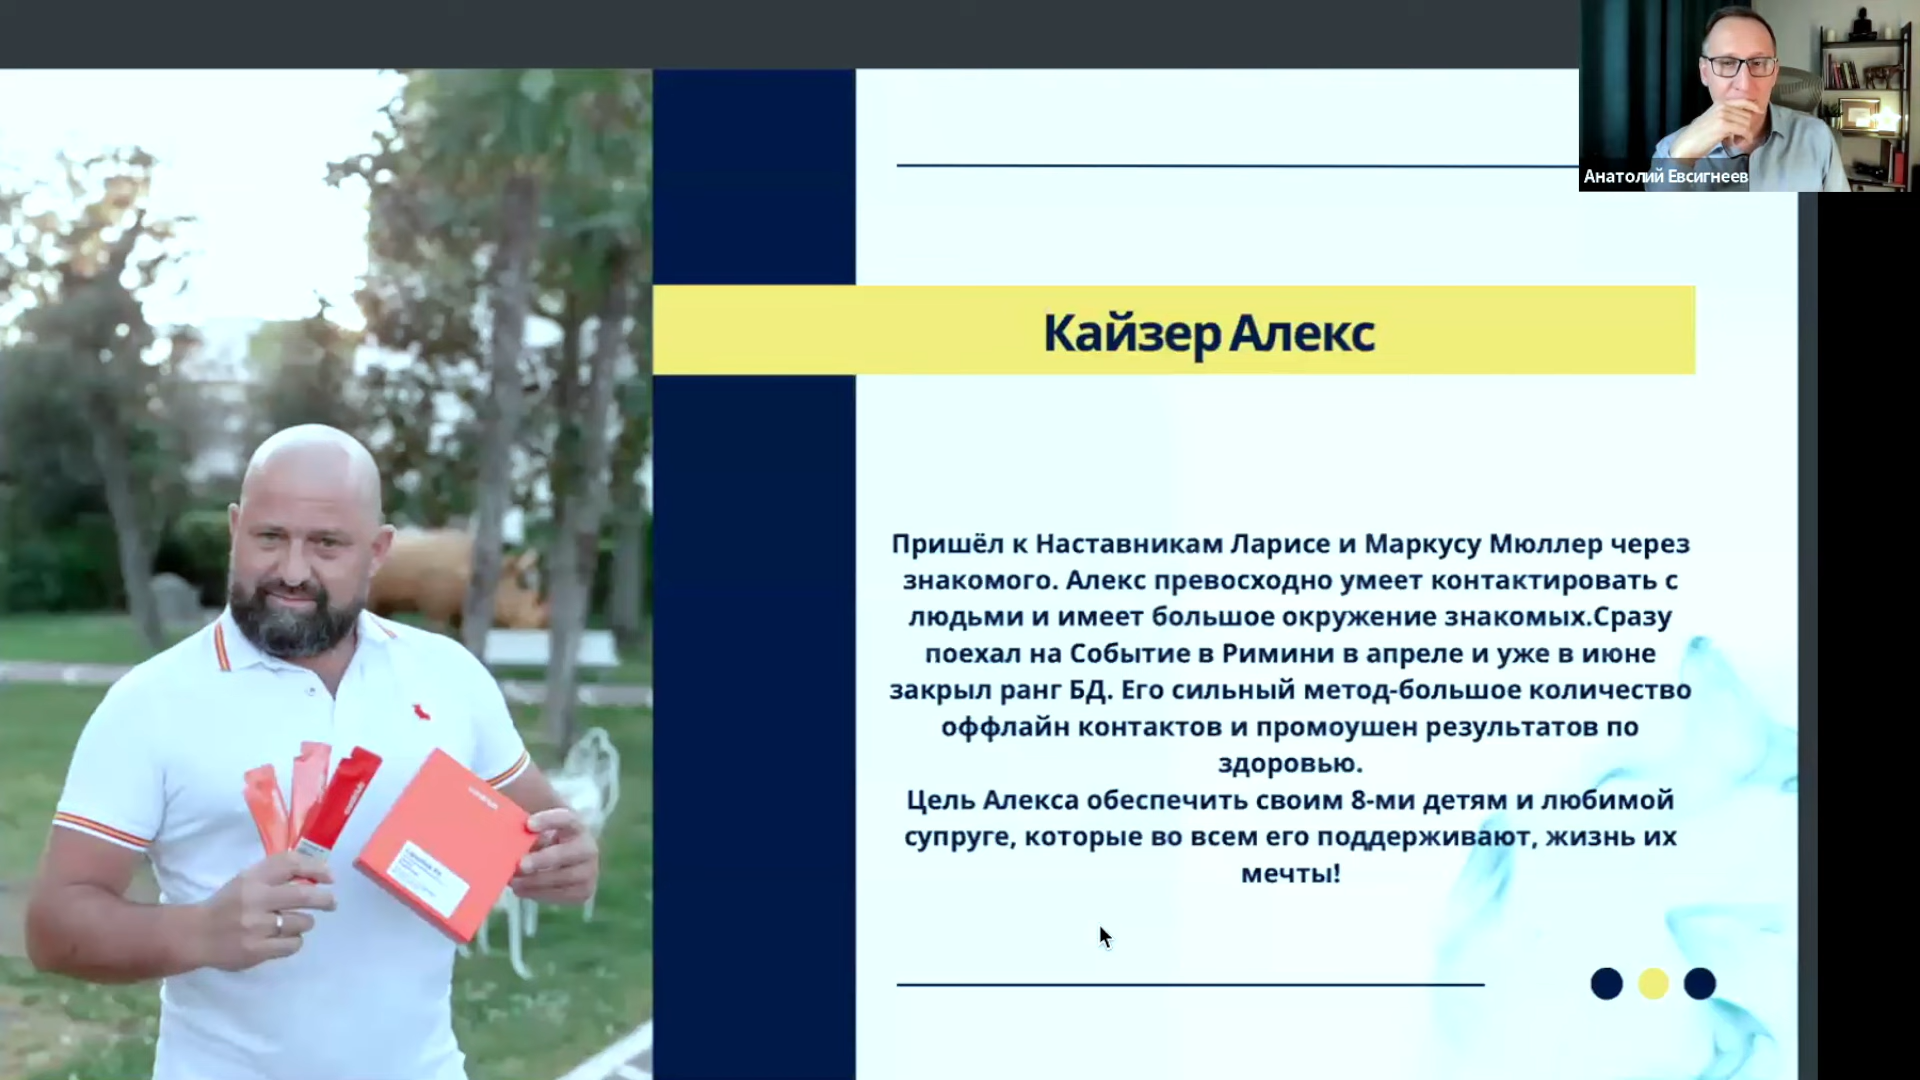 Анатолий Евсигнеев
Кайзер Алекс
Пришёл к Наставникам Ларисе и Маркусу Мюллер через
знакомого. Алекс превосходно умеет контактировать с
людьми и имеет большое окружение знакомых.Сразу
поехал на Событие в Римини в апреле и уже в июне
закрыл ранг БД. Его сильный метод-большое количество
оффлайн контактов и промоушен результатов по
здоровью.
Цель Алекса обеспечить своим 8-ми детям и любимой
супруге, которые во всем его поддерживают, жизнь их
мечты!